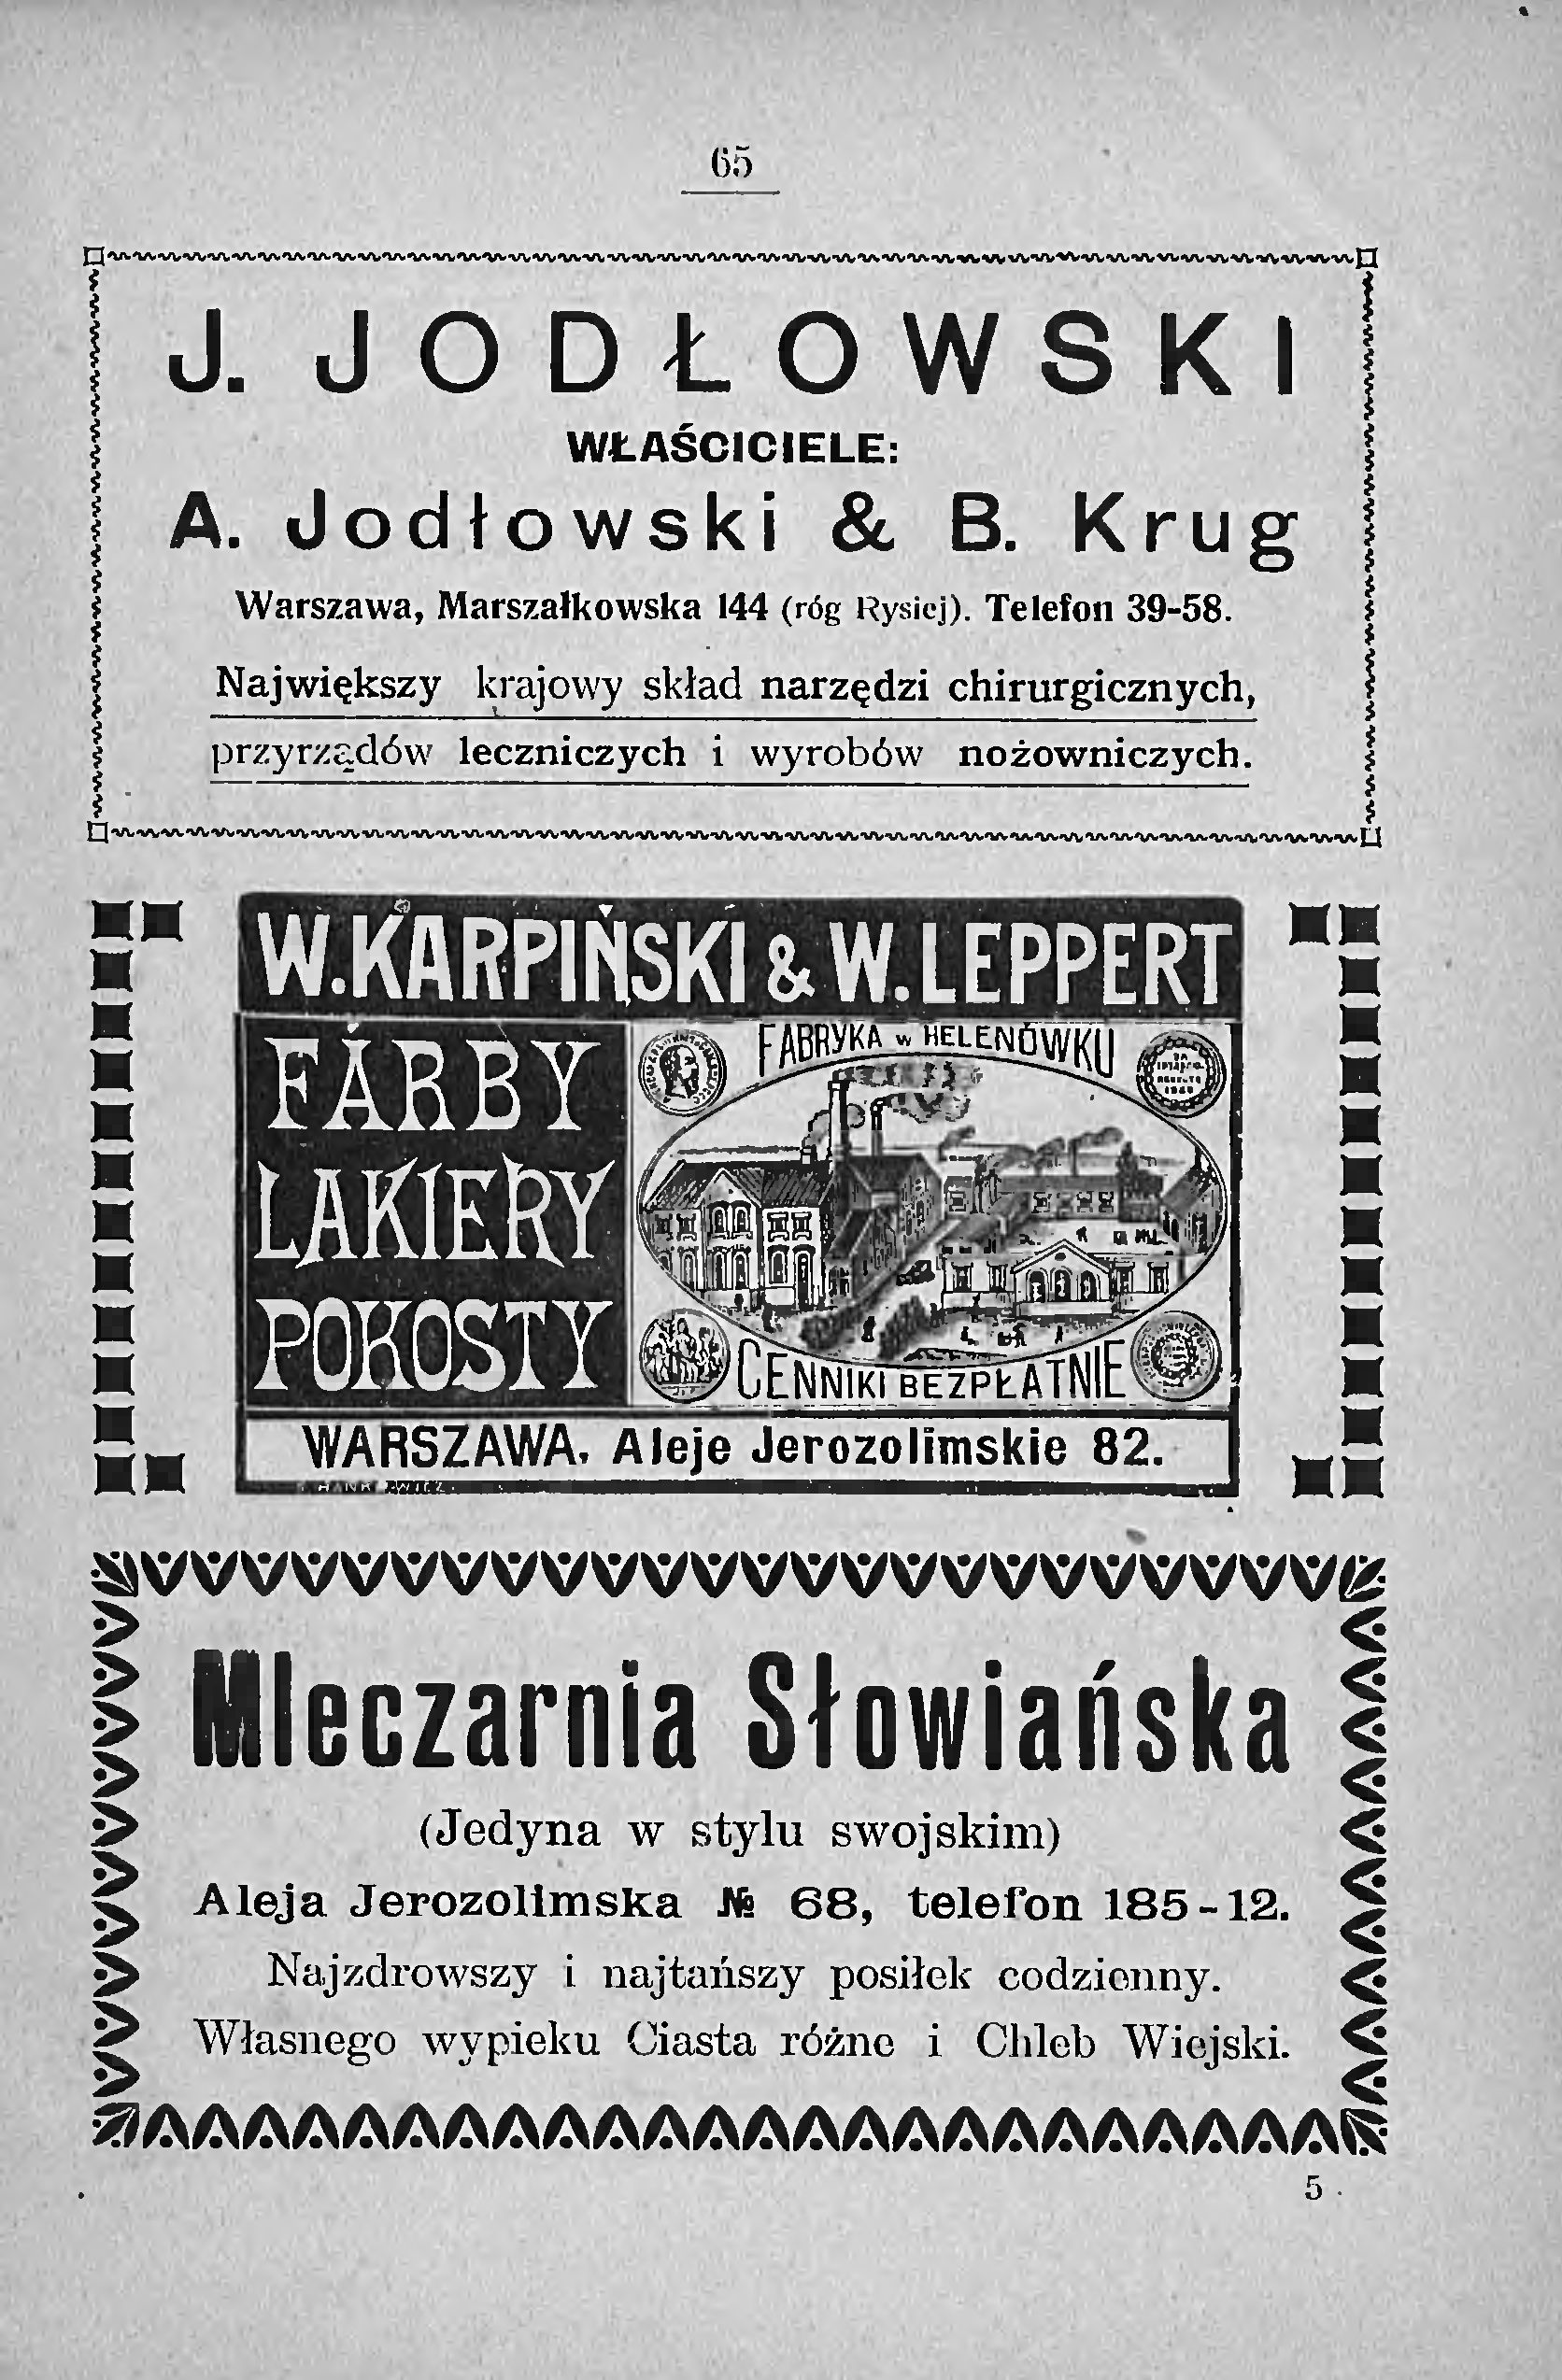 65
J. JODŁOWSKI
WŁAŚCICIELE:
A. Jodłowski & B. Krug
Warszawa, Marszałkowska 144 (róg Rysiej). Telefon 39-58.
Największy krajowy skład narzędzi chirurgicznych,
przyrządów leczniczych i wyrobów nożowniczych.
W. KARPIŃSKI & W. LEPPERT
FARBY
LAKIERY
POKOSTY
FABRYKA w HELENÓWKU
CENNIKI BEZPŁATNIE
WARSZAWA, Aleje Jerozolimskie 82.
Mleczarnia Słowiańska
(Jedyna w stylu swojskim)
Aleja Jerozolimska № 68, telefon 185-12.
Najzdrowszy i najtańszy posiłek codzienny.
Własnego wypieku Ciasta różne i Chleb Wiejski.
5